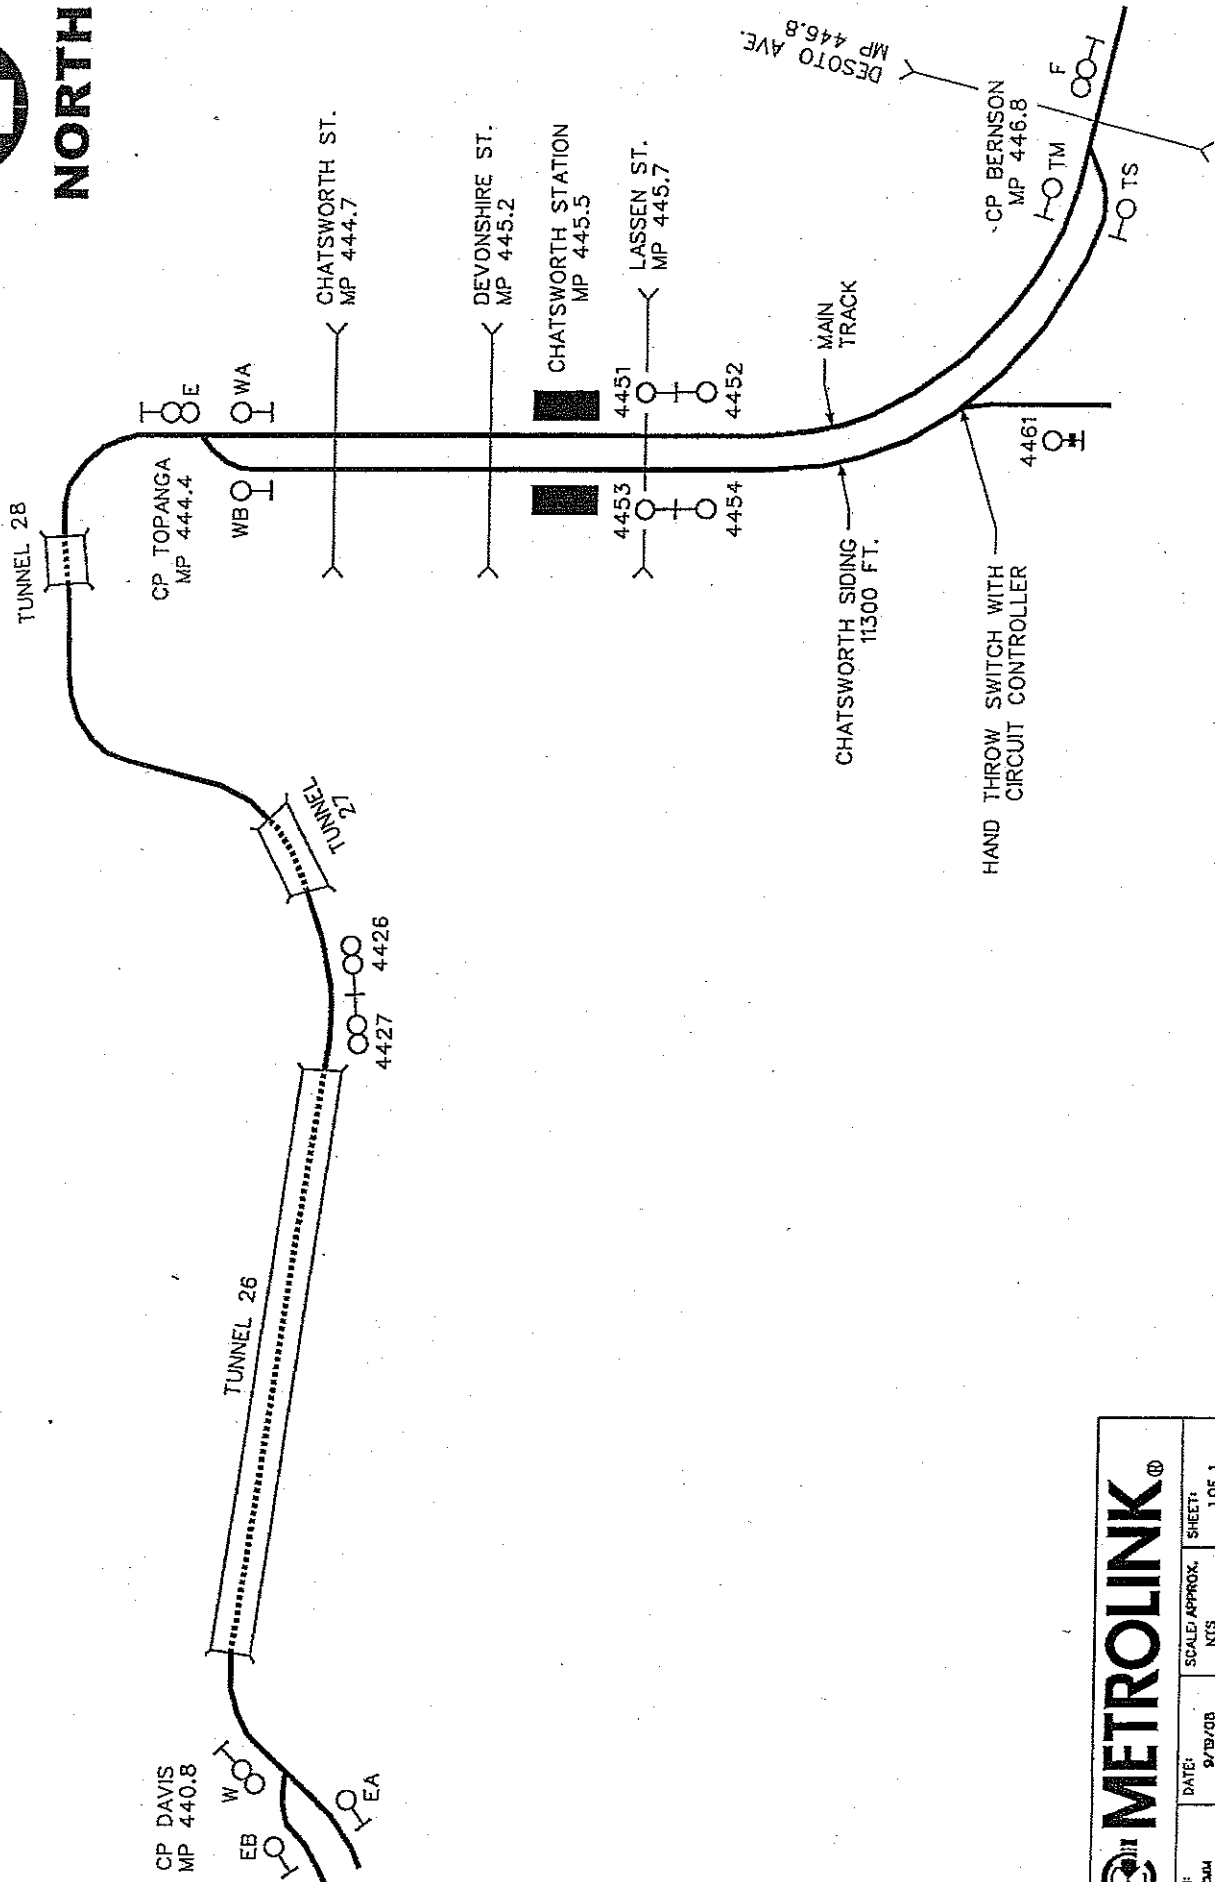 NORTH
DESOTO AVE.
MP 446.8
TUNNEL 28
CP TOPANGA
MP 444.4
E
WA
WB
CHATSWORTH ST.
MP 444.7
DEVONSHIRE ST.
MP 445.2
CHATSWORTH STATION
MP 445.5
LASSEN ST.
MP 445.7
4451
4452
4453
4454
MAIN
TRACK
CP BERNSON
MP 446.8
F
TM
TS
4461
CHATSWORTH SIDING
11300 FT.
HAND THROW SWITCH WITH
CIRCUIT CONTROLLER
TUNNEL
27
4426
4427
TUNNEL 26
CP DAVIS
MP 440.8
W
EB
EA
METROLINK®
DATE:
9/19/08
SCALE: APPROX.
NTS
SHEET:
1 OF 1